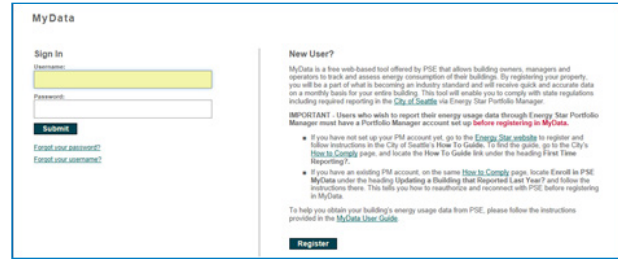 MyData
Sign In
Username:
Password:
Submit
Forgot your password?
Forgot your username?
New User?
MyData is a free web-based tool offered by PSE that allows building owners, managers and
operators to track and assess energy consumption of their buildings. By registering your property,
you will be a part of what is becoming an industry standard and will receive quick and accurate data
on a monthly basis for your entire building. This tool will enable you to comply with state regulations
including required reporting in the City of Seattle via Energy Star Portfolio Manager.
IMPORTANT - Users who wish to report their energy usage data through Energy Star Portfolio
Manager must have a Portfolio Manager account set up before registering in MyData.
• If you have not set up your PM account yet, go to the Energy Star website to register and
follow instructions in the City of Seattle's How To Guide. To find the guide, go to the City's
How to Comply page, and locate the How To Guide link under the heading First Time
Reporting?.
• If you have an existing PM account, on the same How to Comply page, locate Enroll in PSE
MyData under the heading Updating a Building that Reported Last Year? and follow the
instructions there. This tells you how to reauthorize and reconnect with PSE before registering
in MyData.
To help you obtain your building's energy usage data from PSE, please follow the instructions
provided in the MyData User Guide.
Register